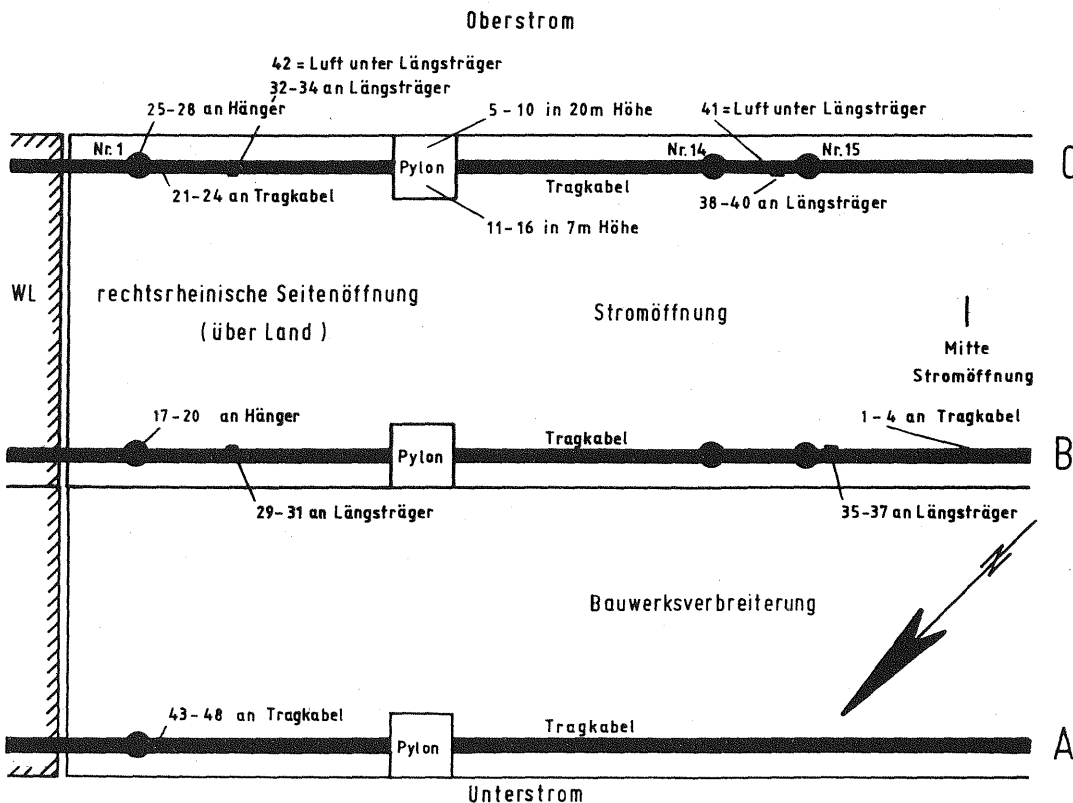 Oberstrom
42 = Luft unter Längsträger
32-34 an Längsträger
25-28 an Hänger
5-10 in 20m Höhe
41 = Luft unter Längsträger
Nr. 1
Pylon
Nr. 14
Nr. 15
C
Tragkabel
21-24 an Tragkabel
38-40 an Längsträger
11-16 in 7m Höhe
WL
rechtsrheinische Seitenöffnung
(über Land)
Stromöffnung
Mitte
Stromöffnung
17-20 an Hänger
1-4 an Tragkabel
Tragkabel
Pylon
B
29-31 an Längsträger
35-37 an Längsträger
N
Bauwerksverbreiterung
43-48 an Tragkabel
Tragkabel
Pylon
A
Unterstrom